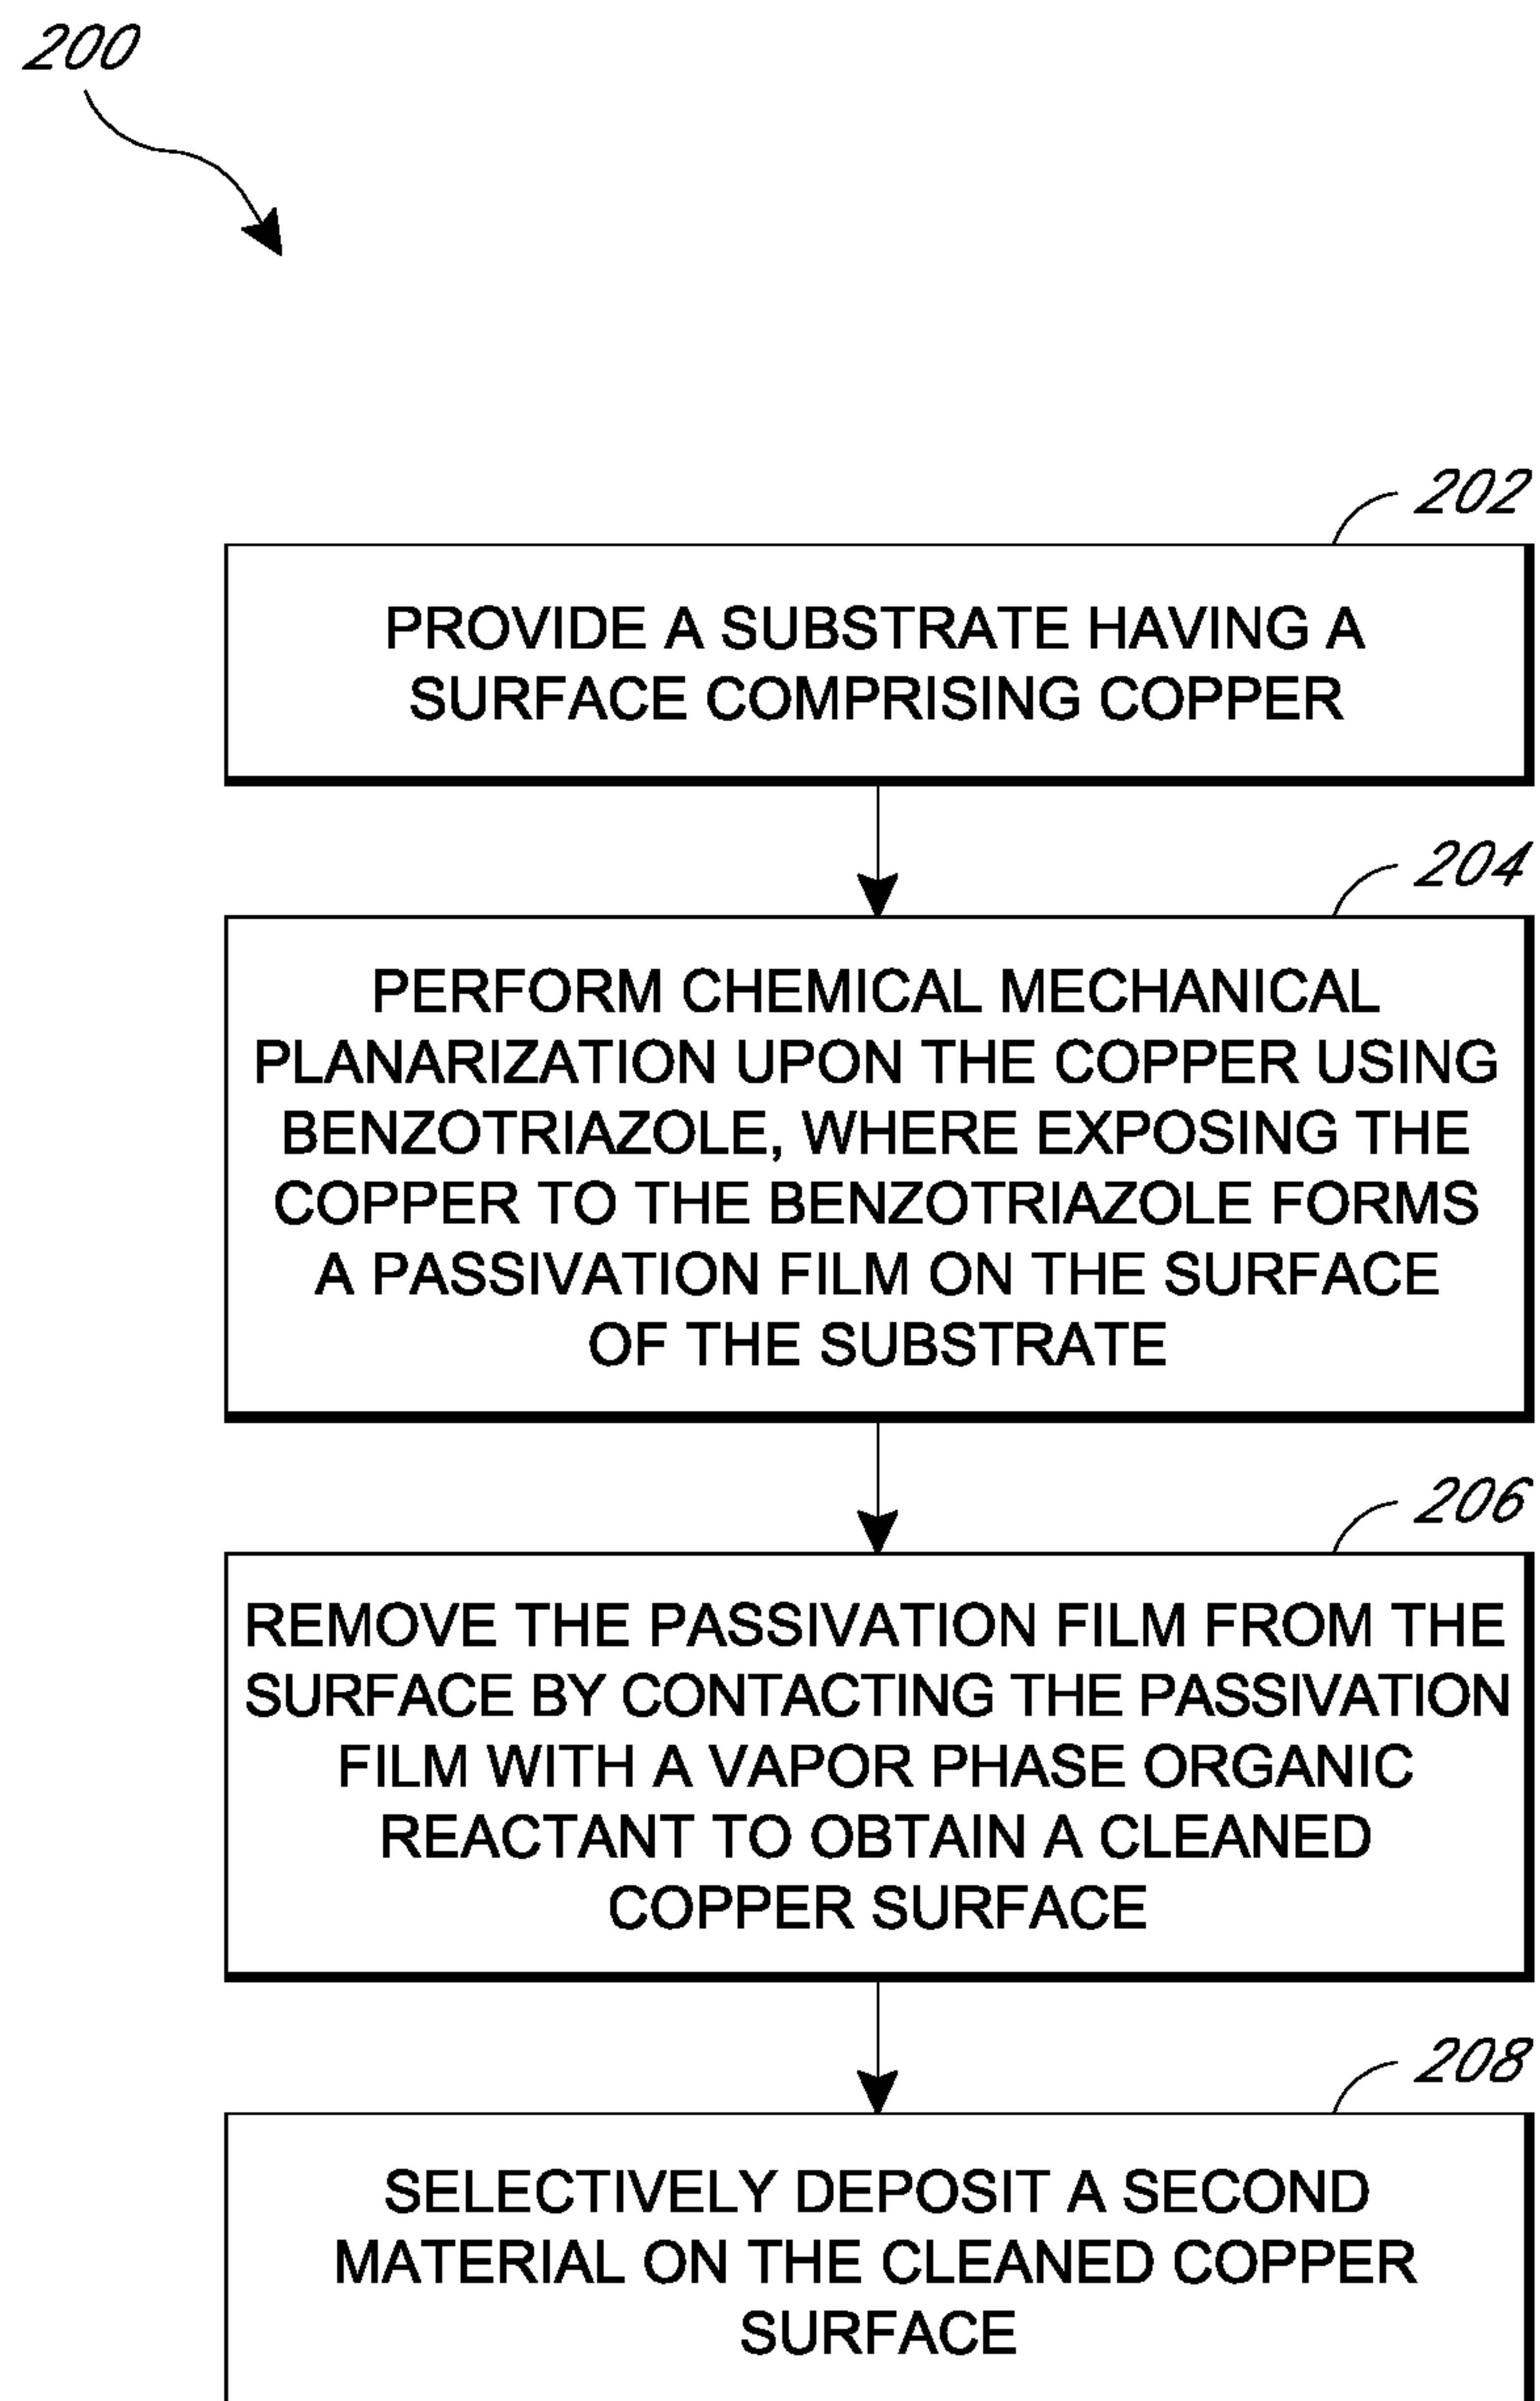 200
202
PROVIDE A SUBSTRATE HAVING A
SURFACE COMPRISING COPPER
204
PERFORM CHEMICAL MECHANICAL
PLANARIZATION UPON THE COPPER USING
BENZOTRIAZOLE, WHERE EXPOSING THE
COPPER TO THE BENZOTRIAZOLE FORMS
A PASSIVATION FILM ON THE SURFACE
OF THE SUBSTRATE
206
REMOVE THE PASSIVATION FILM FROM THE
SURFACE BY CONTACTING THE PASSIVATION
FILM WITH A VAPOR PHASE ORGANIC
REACTANT TO OBTAIN A CLEANED
COPPER SURFACE
208
SELECTIVELY DEPOSIT A SECOND
MATERIAL ON THE CLEANED COPPER
SURFACE